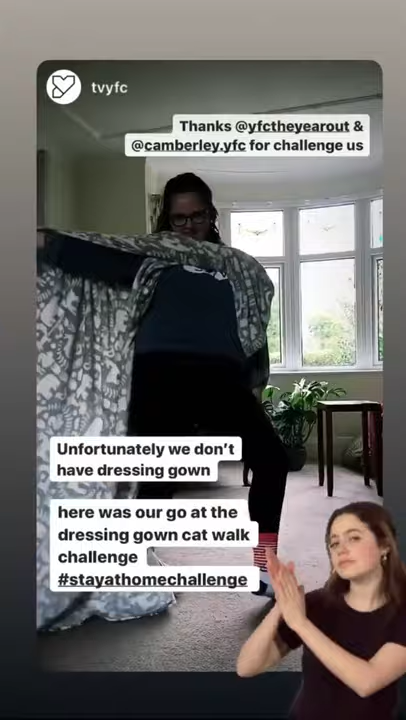 tvyfc
Thanks @yfctheyearout &
@camberley.yfc for challenge us
Unfortunately we don't
have dressing gown
here was our go at the
dressing gown cat walk
challenge
#stayathomechallenge